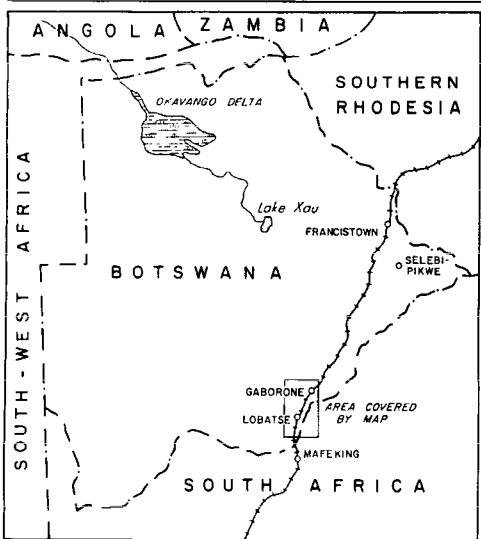 ANGOLA
ZAMBIA
SOUTHERN
RHODESIA
OKAVANGO DELTA
Lake Xau
SOUTH-WEST AFRICA
FRANCISTOWN
SELEBI-
PIKWE
BOTSWANA
GABORONE
LOBATSE
AREA COVERED
BY MAP
MAFEKING
SOUTH AFRICA